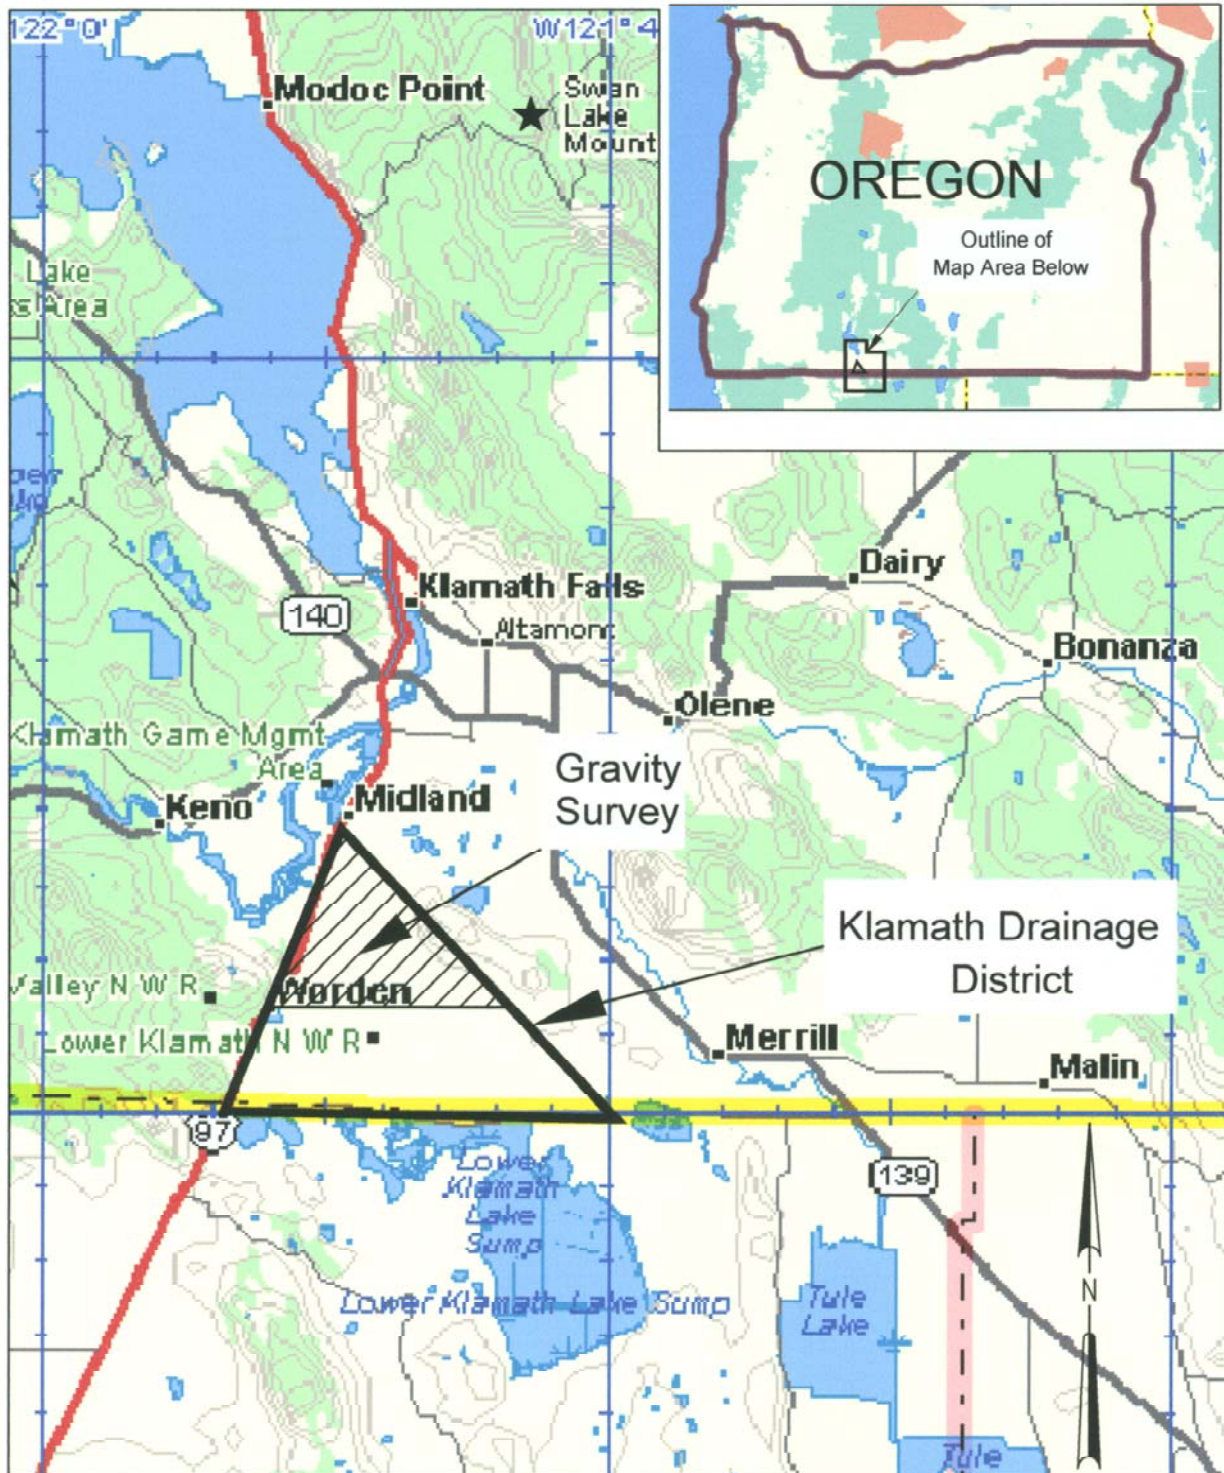 122°0'
W121°4
Modoc Point
Swan
Lake
Mount
OREGON
Outline of
Map Area Below
Lake
ss Area
Klamath Falls
Dairy
140
Altamont
Bonanza
Olene
Klamath Game Mgmt
Area
Gravity
Survey
Keno
Midland
Klamath Drainage
District
Valley N W R
Worden
Lower Klamath N W R
Merrill
Malin
97
Lower
Klamath
Lake
Sump
139
Lower Klamath Lake Sump
Tule
Lake
N
Tule